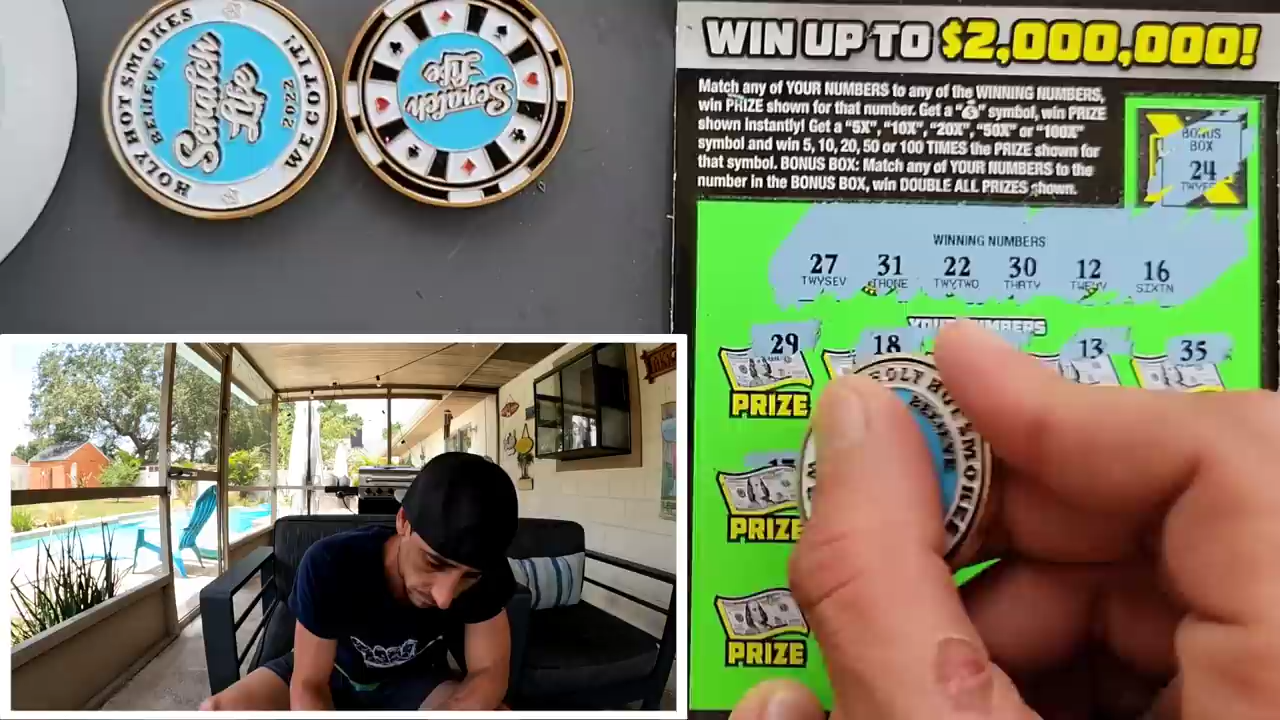 HOLY HOT SMOKES
BELIEVE
Scratch
Life
2022
WE GOT IT!
Scratch
Life
WIN UP TO $2,000,000!
Match any of YOUR NUMBERS to any of the WINNING NUMBERS,
win PRIZE shown for that number. Get a "💰" symbol, win PRIZE
shown instantly! Get a "5X", "10X", "20X", "50X" or "100X"
symbol and win 5, 10, 20, 50 or 100 TIMES the PRIZE shown for
that symbol. BONUS BOX: Match any of YOUR NUMBERS to the
number in the BONUS BOX, win DOUBLE ALL PRIZES shown.
BONUS
BOX
24
WINNING NUMBERS
27 31 22 30 12 16
TWYSEV THONE TWYTWO THRTY TWELV SIXTN
YOUR NUMBERS
29 18 13 35
PRIZE
BELIEVE
PRIZE
PRIZE